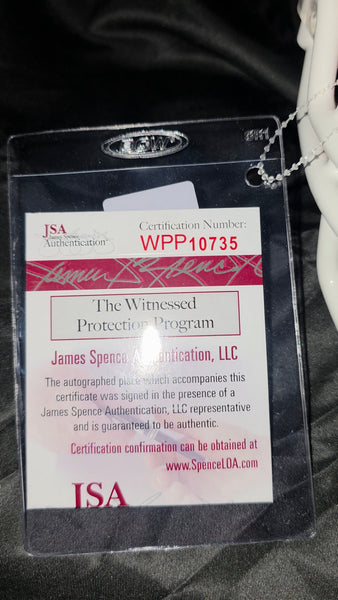 JSA
James Spence
Authentication®
Certification Number:
WPP10735
The Witnessed
Protection Program
James Spence Authentication, LLC
The autographed piece which accompanies this
certificate was signed in the presence of a
James Spence Authentication, LLC representative
and is guaranteed to be authentic.
Certification confirmation can be obtained at
www.SpenceLOA.com
JSA